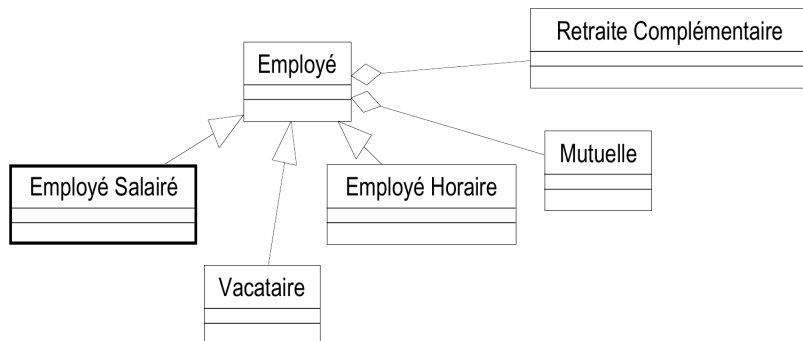 Retraite Complémentaire
Employé
Mutuelle
Employé Salairé
Employé Horaire
Vacataire